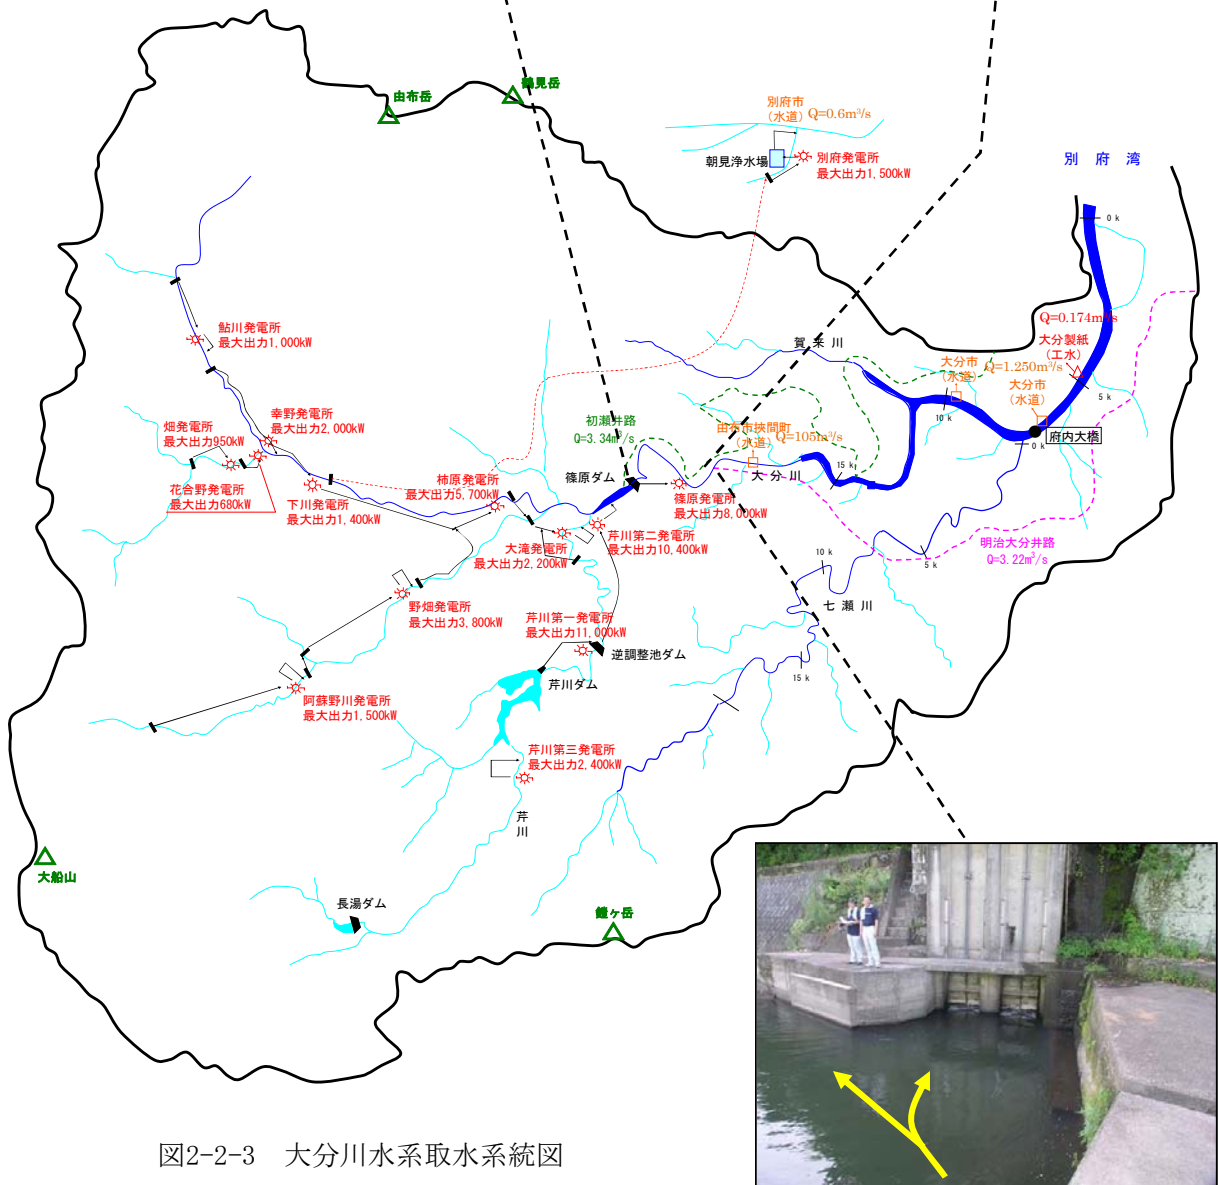 由布岳
鶴見岳
別府市
（水道）
Q=0.6m³/s
朝見浄水場
別府発電所
最大出力1,500kW
別 府 湾
0k
鮎川発電所
最大出力1,000kW
賀 来 川
Q=0.174m³/s
大分製紙
（工水）
大分市
（水道）
Q=1.250m³/s
大分市
（水道）
5k
10k
府内大橋
0k
幸野発電所
最大出力2,000kW
畑発電所
最大出力950kW
花合野発電所
最大出力680kW
下川発電所
最大出力1,400kW
初瀬井路
Q=3.34m³/s
由布市挾間町
（水道）
Q=105m³/s
15k
柿原発電所
最大出力5,700kW
篠原ダム
大 分 川
篠原発電所
最大出力8,000kW
芹川第二発電所
最大出力10,400kW
大滝発電所
最大出力2,200kW
明治大分井路
Q=3.22m³/s
10k
5k
七 瀬 川
野畑発電所
最大出力3,800kW
芹川第一発電所
最大出力11,000kW
逆調整池ダム
15k
芹川ダム
阿蘇野川発電所
最大出力1,500kW
芹川第三発電所
最大出力2,400kW
芹
川
大船山
長湯ダム
鎧ヶ岳
図2-2-3　大分川水系取水系統図